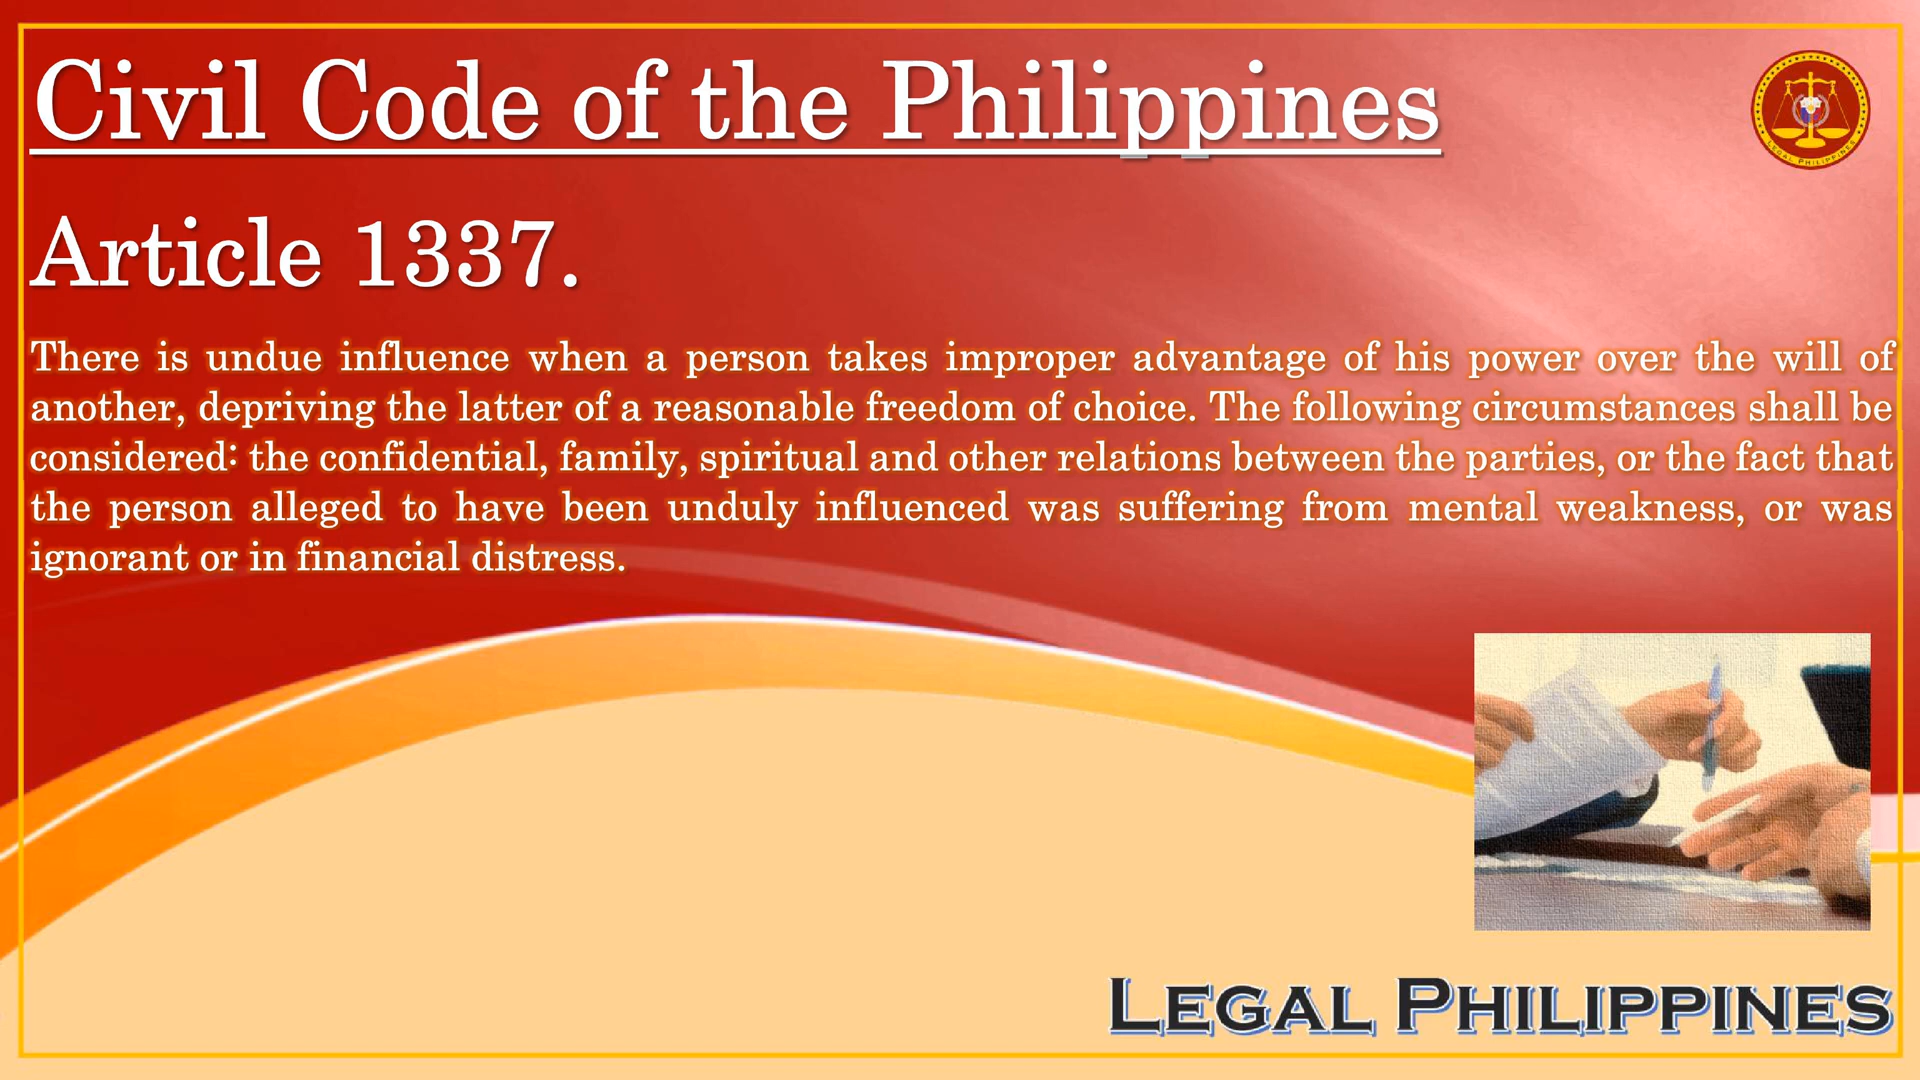 Civil Code of the Philippines
LEGAL PHILIPPINES
Article 1337.
There is undue influence when a person takes improper advantage of his power over the will of
another, depriving the latter of a reasonable freedom of choice. The following circumstances shall be
considered: the confidential, family, spiritual and other relations between the parties, or the fact that
the person alleged to have been unduly influenced was suffering from mental weakness, or was
ignorant or in financial distress.
LEGAL PHILIPPINES